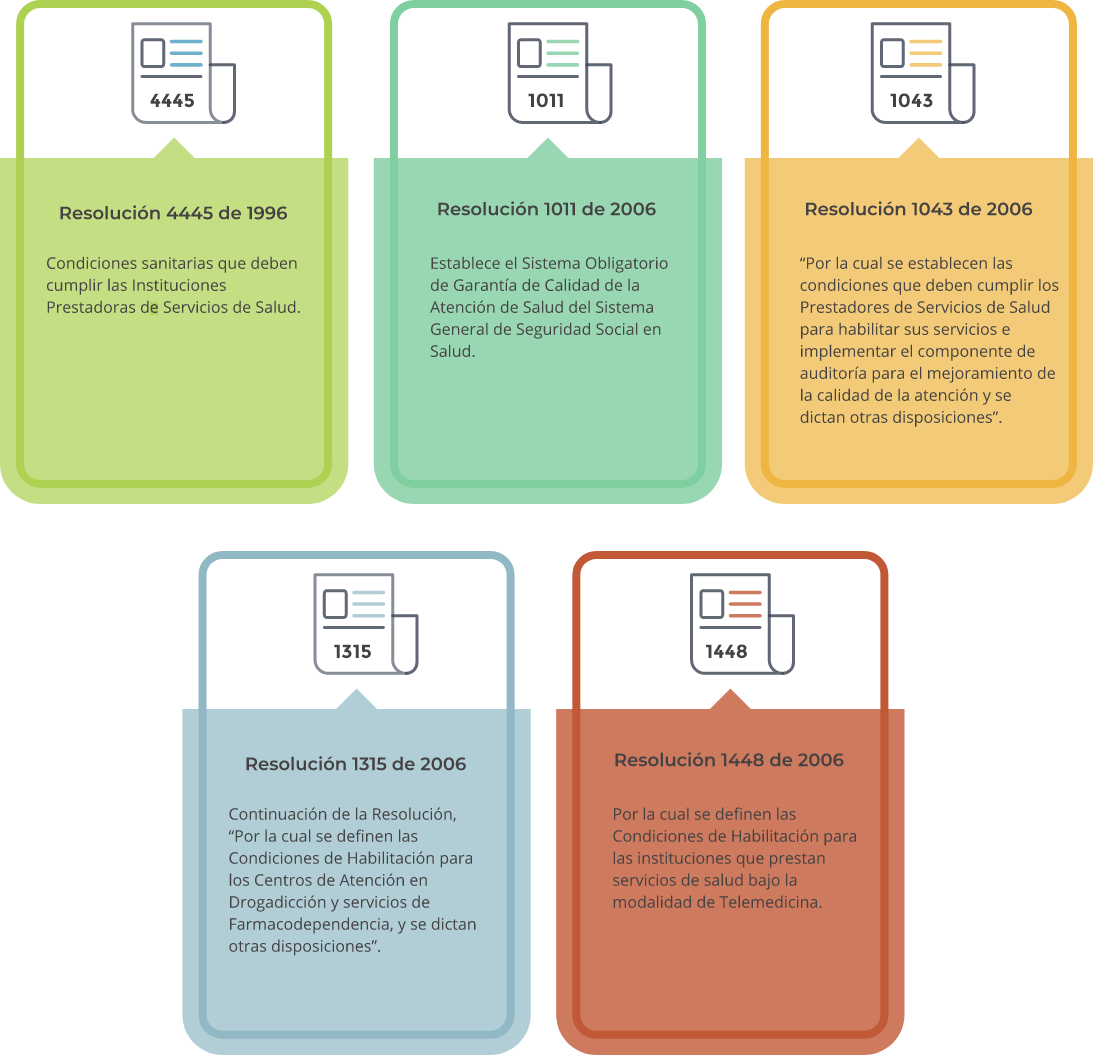 4445
Resolución 4445 de 1996
Condiciones sanitarias que deben
cumplir las Instituciones
Prestadoras de Servicios de Salud.
1011
Resolución 1011 de 2006
Establece el Sistema Obligatorio
de Garantía de Calidad de la
Atención de Salud del Sistema
General de Seguridad Social en
Salud.
1043
Resolución 1043 de 2006
“Por la cual se establecen las
condiciones que deben cumplir los
Prestadores de Servicios de Salud
para habilitar sus servicios e
implementar el componente de
auditoría para el mejoramiento de
la calidad de la atención y se
dictan otras disposiciones”.
1315
Resolución 1315 de 2006
Continuación de la Resolución,
“Por la cual se definen las
Condiciones de Habilitación para
los Centros de Atención en
Drogadicción y servicios de
Farmacodependencia, y se dictan
otras disposiciones”.
1448
Resolución 1448 de 2006
Por la cual se definen las
Condiciones de Habilitación para
las instituciones que prestan
servicios de salud bajo la
modalidad de Telemedicina.